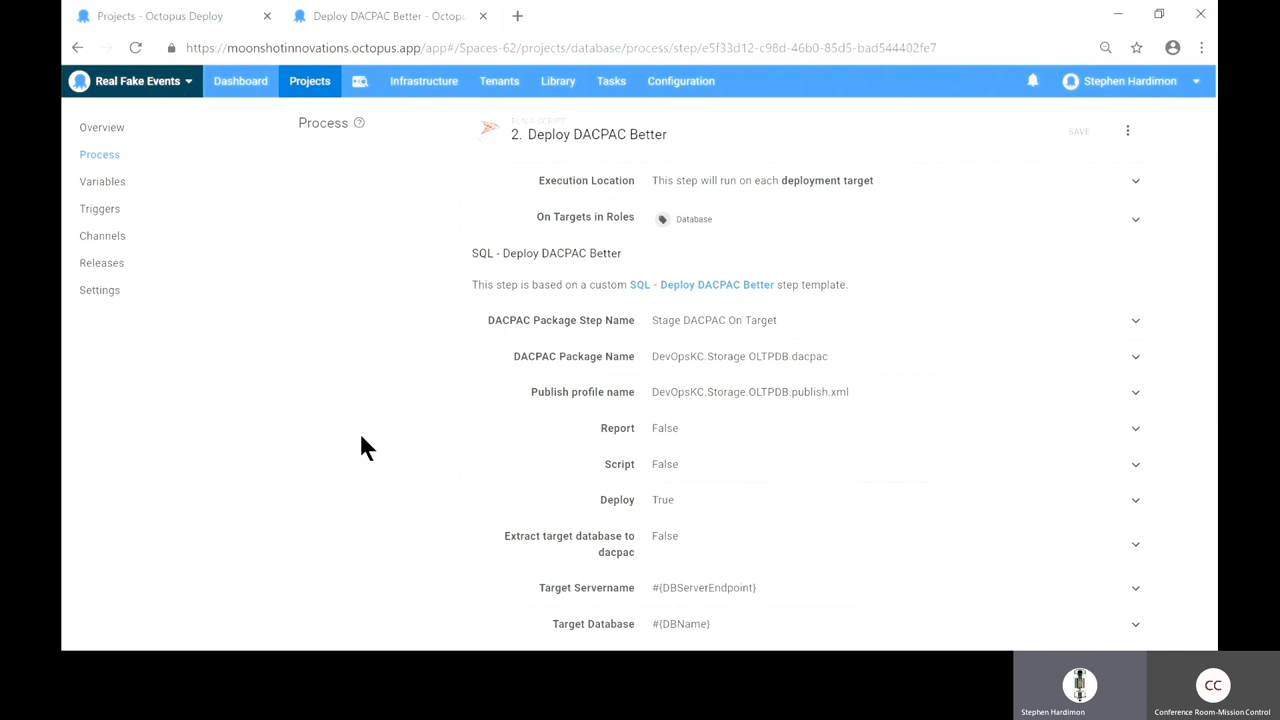 Projects - Octopus Deploy
Deploy DACPAC Better - Octopu
https://moonshotinnovations.octopus.app/app#/Spaces-62/projects/database/process/step/e5f33d12-c98d-46b0-85d5-bad544402fe7
Real Fake Events Dashboard Projects Infrastructure Tenants Library Tasks Configuration Stephen Hardimon
Overview
Process
Variables
Triggers
Channels
Releases
Settings
Process
RUN A SCRIPT
2. Deploy DACPAC Better
SAVE
Execution Location This step will run on each deployment target
On Targets in Roles Database
SQL - Deploy DACPAC Better
This step is based on a custom SQL - Deploy DACPAC Better step template.
DACPAC Package Step Name Stage DACPAC On Target
DACPAC Package Name DevOpsKC.Storage.OLTPDB.dacpac
Publish profile name DevOpsKC.Storage.OLTPDB.publish.xml
Report False
Script False
Deploy True
Extract target database to dacpac False
Target Servername #{DBServerEndpoint}
Target Database #{DBName}
CC
Stephen Hardimon
Conference Room-Mission Control